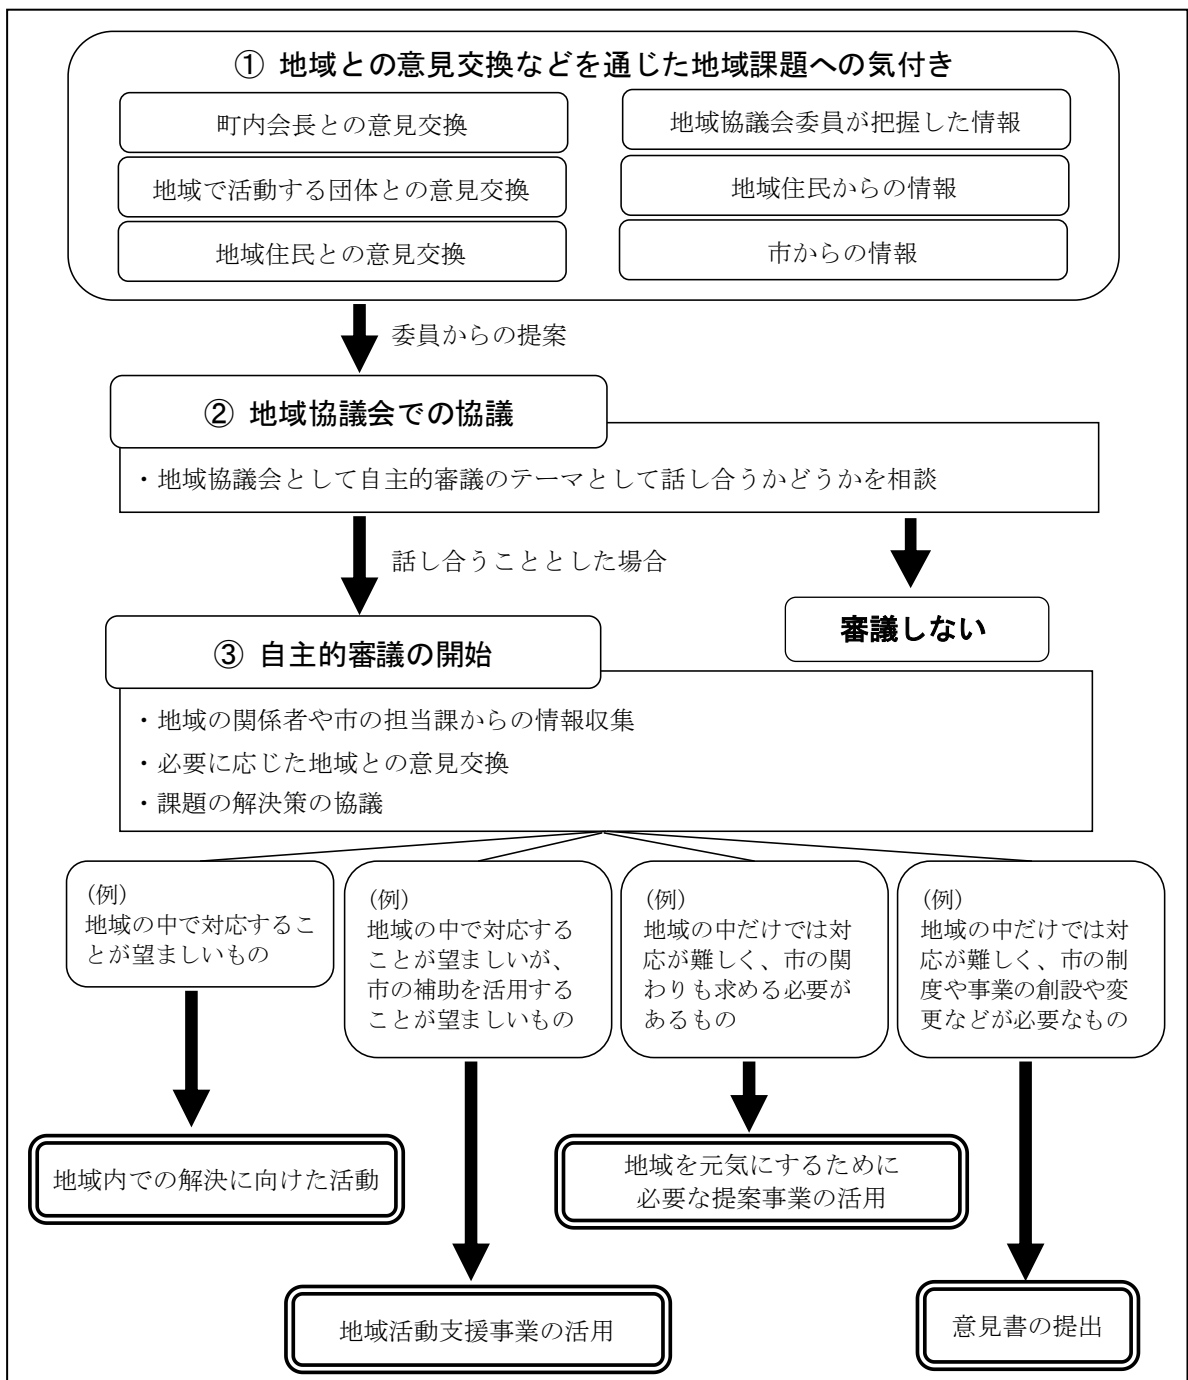 ① 地域との意見交換などを通じた地域課題への気付き
町内会長との意見交換
地域協議会委員が把握した情報
地域で活動する団体との意見交換
地域住民からの情報
地域住民との意見交換
市からの情報
委員からの提案
② 地域協議会での協議
・地域協議会として自主的審議のテーマとして話し合うかどうかを相談
話し合うこととした場合
審議しない
③ 自主的審議の開始
・地域の関係者や市の担当課からの情報収集
・必要に応じた地域との意見交換
・課題の解決策の協議
(例)
地域の中で対応するこ
とが望ましいもの
(例)
地域の中で対応する
ことが望ましいが、
市の補助を活用する
ことが望ましいもの
(例)
地域の中だけでは対
応が難しく、市の関
わりも求める必要が
あるもの
(例)
地域の中だけでは対
応が難しく、市の制
度や事業の創設や変
更などが必要なもの
地域内での解決に向けた活動
地域を元気にするために
必要な提案事業の活用
地域活動支援事業の活用
意見書の提出